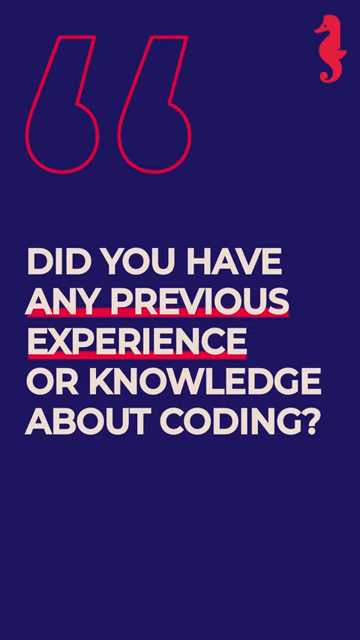 DID YOU HAVE
ANY PREVIOUS
EXPERIENCE
OR KNOWLEDGE
ABOUT CODING?